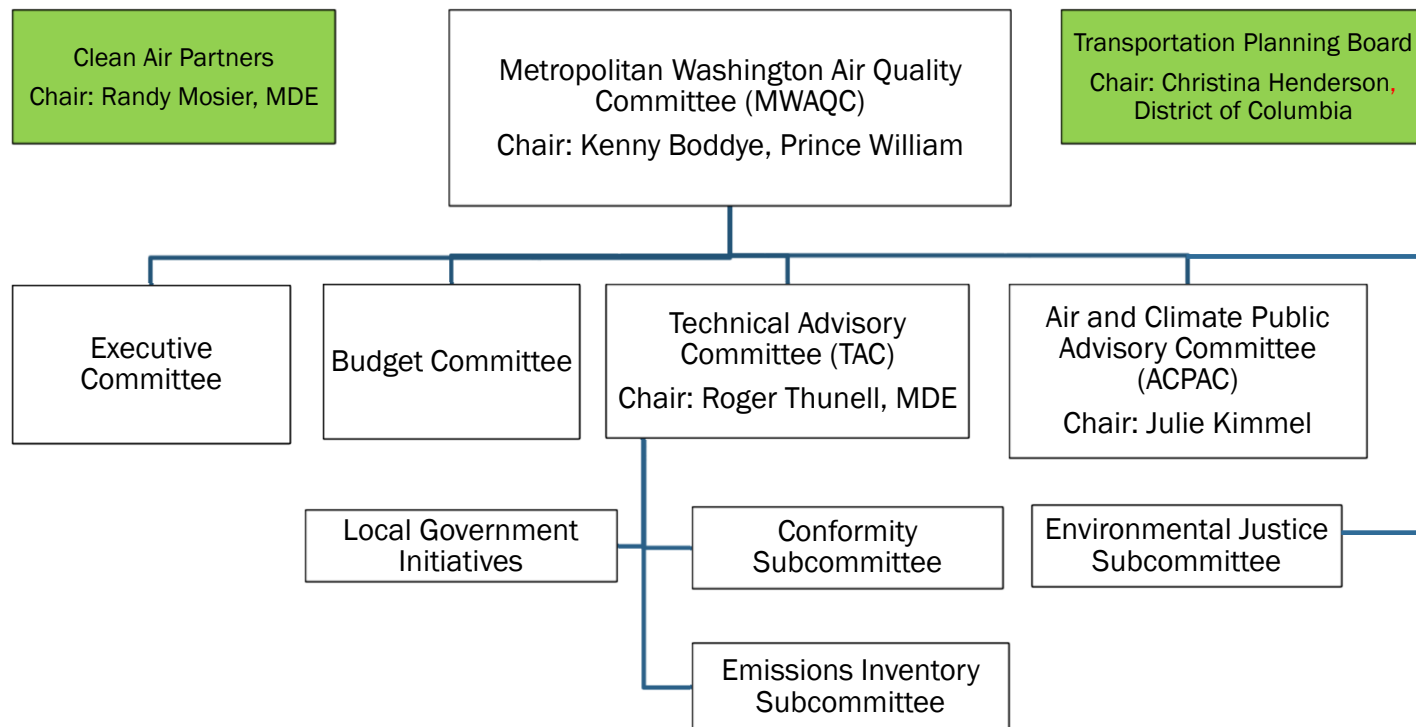 Clean Air Partners
Chair: Randy Mosier, MDE
Metropolitan Washington Air Quality
Committee (MWAQC)
Chair: Kenny Boddye, Prince William
Transportation Planning Board
Chair: Christina Henderson,
District of Columbia
Executive
Committee
Budget Committee
Technical Advisory
Committee (TAC)
Chair: Roger Thunell, MDE
Air and Climate Public
Advisory Committee
(ACPAC)
Chair: Julie Kimmel
Local Government
Initiatives
Conformity
Subcommittee
Environmental Justice
Subcommittee
Emissions Inventory
Subcommittee